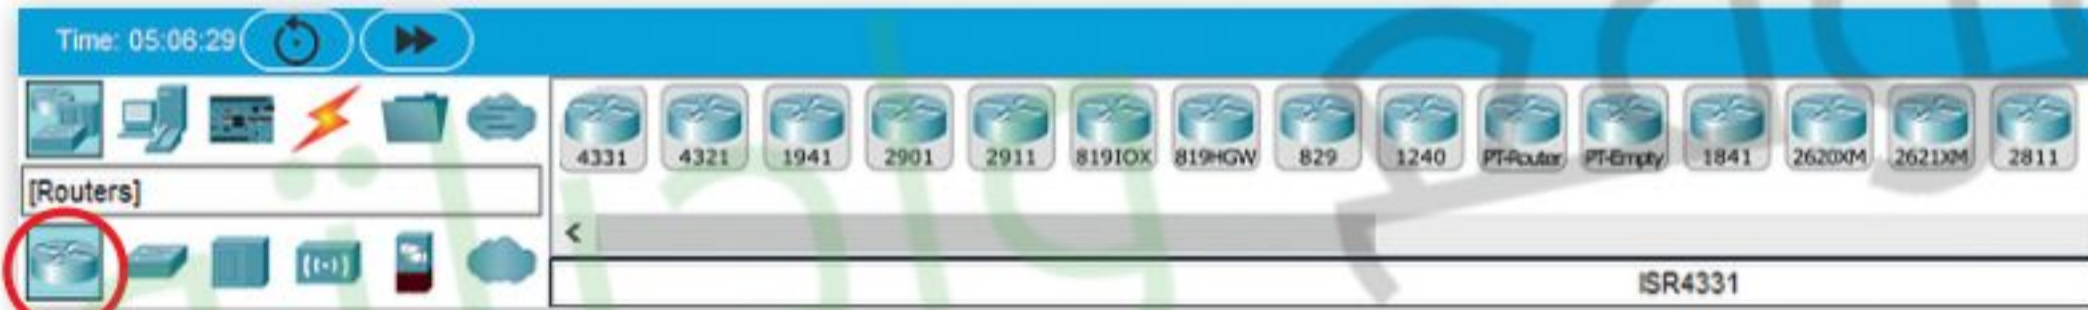 Time: 05:06:29
4331 4321 1941 2901 2911 819IOX 819HGW 829 1240 PT-Router PT-Empty 1841 2620XM 2621XM 2811
[Routers]
ISR4331